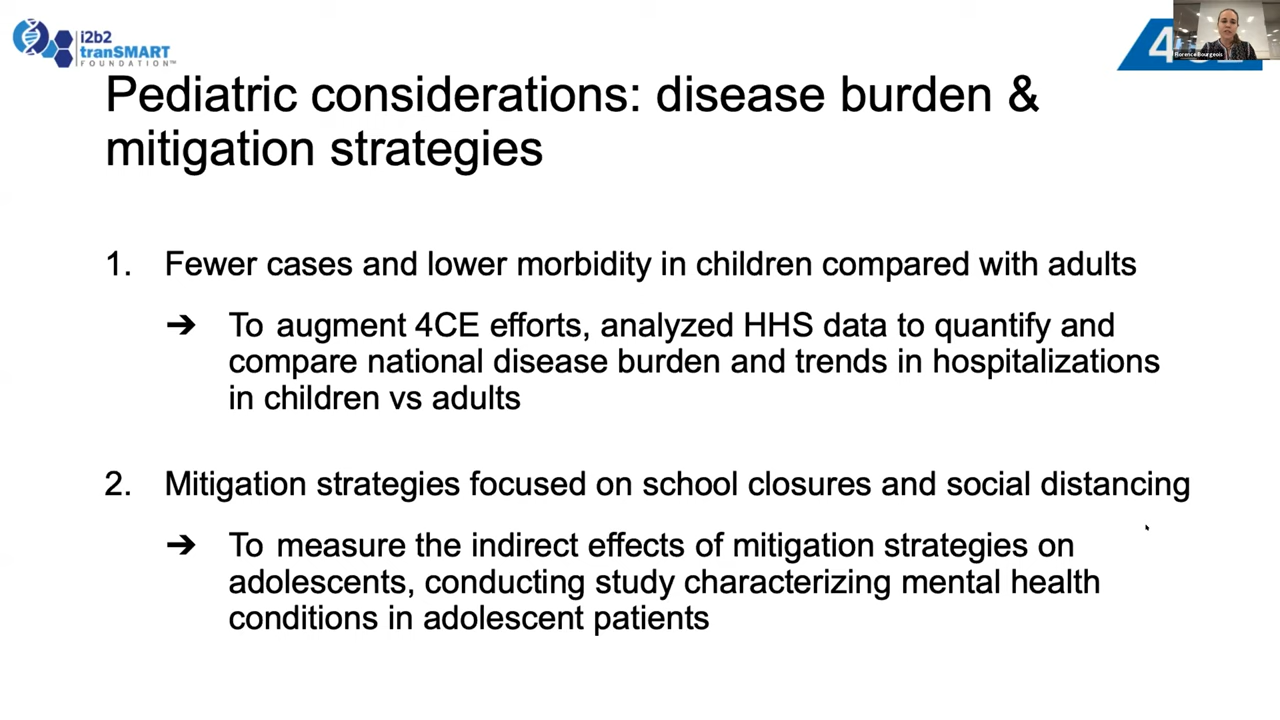 i2b2
tranSMART
FOUNDATION™
Florence Bourgeois
Pediatric considerations: disease burden &
mitigation strategies
1. Fewer cases and lower morbidity in children compared with adults
➔ To augment 4CE efforts, analyzed HHS data to quantify and
compare national disease burden and trends in hospitalizations
in children vs adults
2. Mitigation strategies focused on school closures and social distancing
➔ To measure the indirect effects of mitigation strategies on
adolescents, conducting study characterizing mental health
conditions in adolescent patients